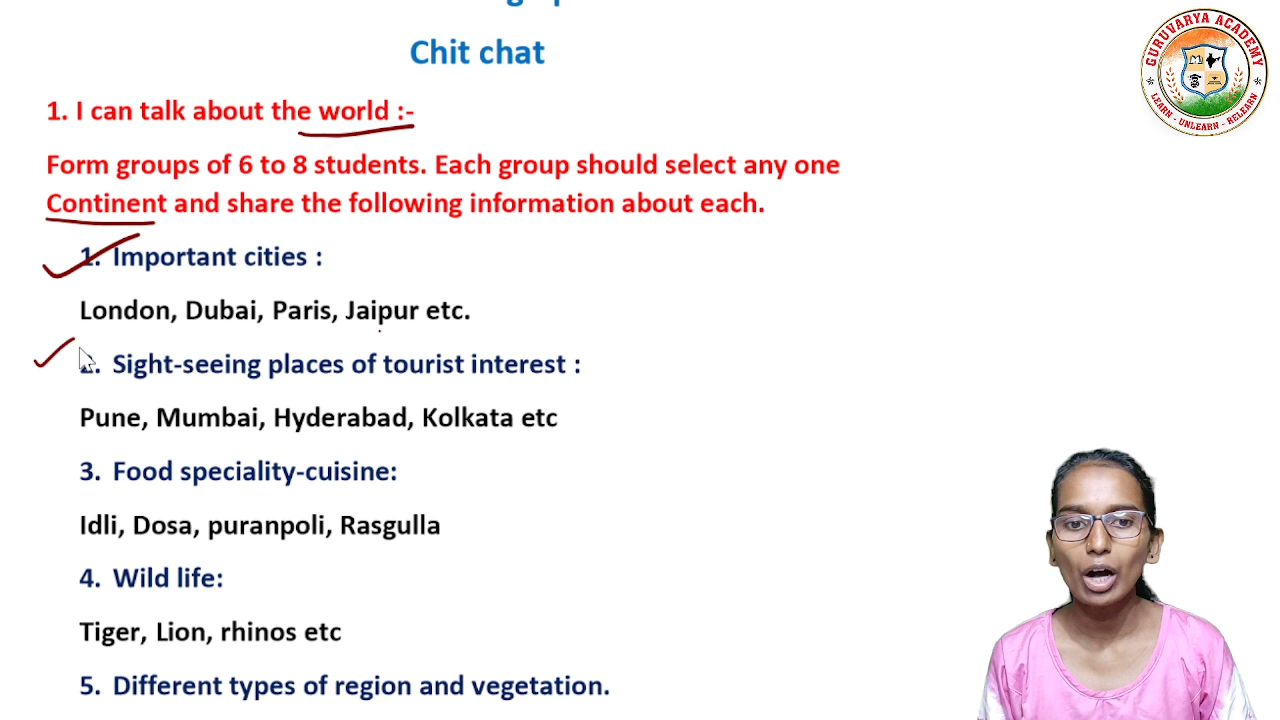 Chit chat
1. I can talk about the world :-
Form groups of 6 to 8 students. Each group should select any one
Continent and share the following information about each.
1. Important cities :
London, Dubai, Paris, Jaipur etc.
2. Sight-seeing places of tourist interest :
Pune, Mumbai, Hyderabad, Kolkata etc
3. Food speciality-cuisine:
Idli, Dosa, puranpoli, Rasgulla
4. Wild life:
Tiger, Lion, rhinos etc
5. Different types of region and vegetation.
GURUVARYA ACADEMY
LEARN - UNLEARN - RELEARN